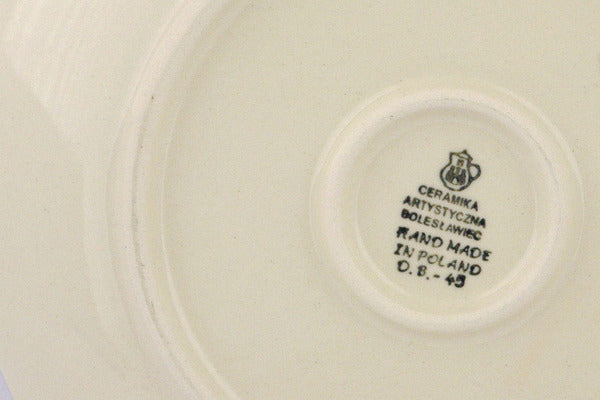 CERAMIKA
ARTYSTYCZNA
BOLESŁAWIEC
HAND MADE
IN POLAND
D.B.-45